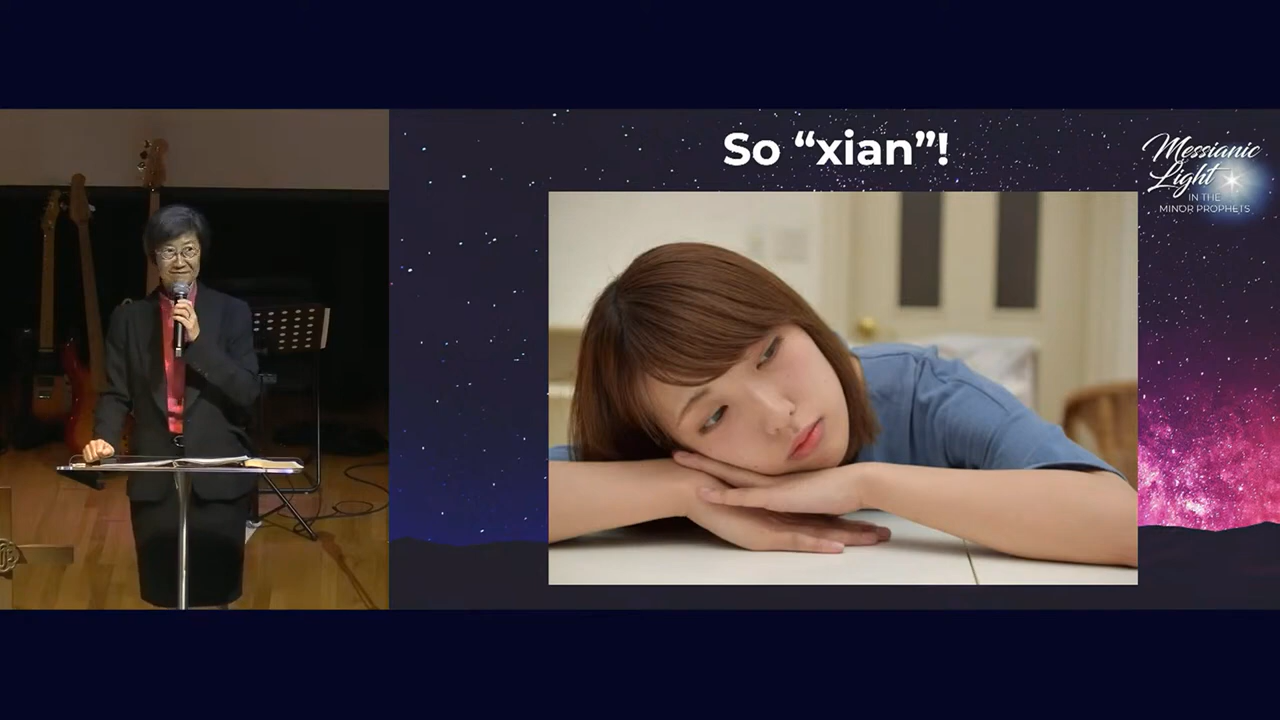 So “xian”!
Messianic
Light
IN THE
MINOR PROPHETS